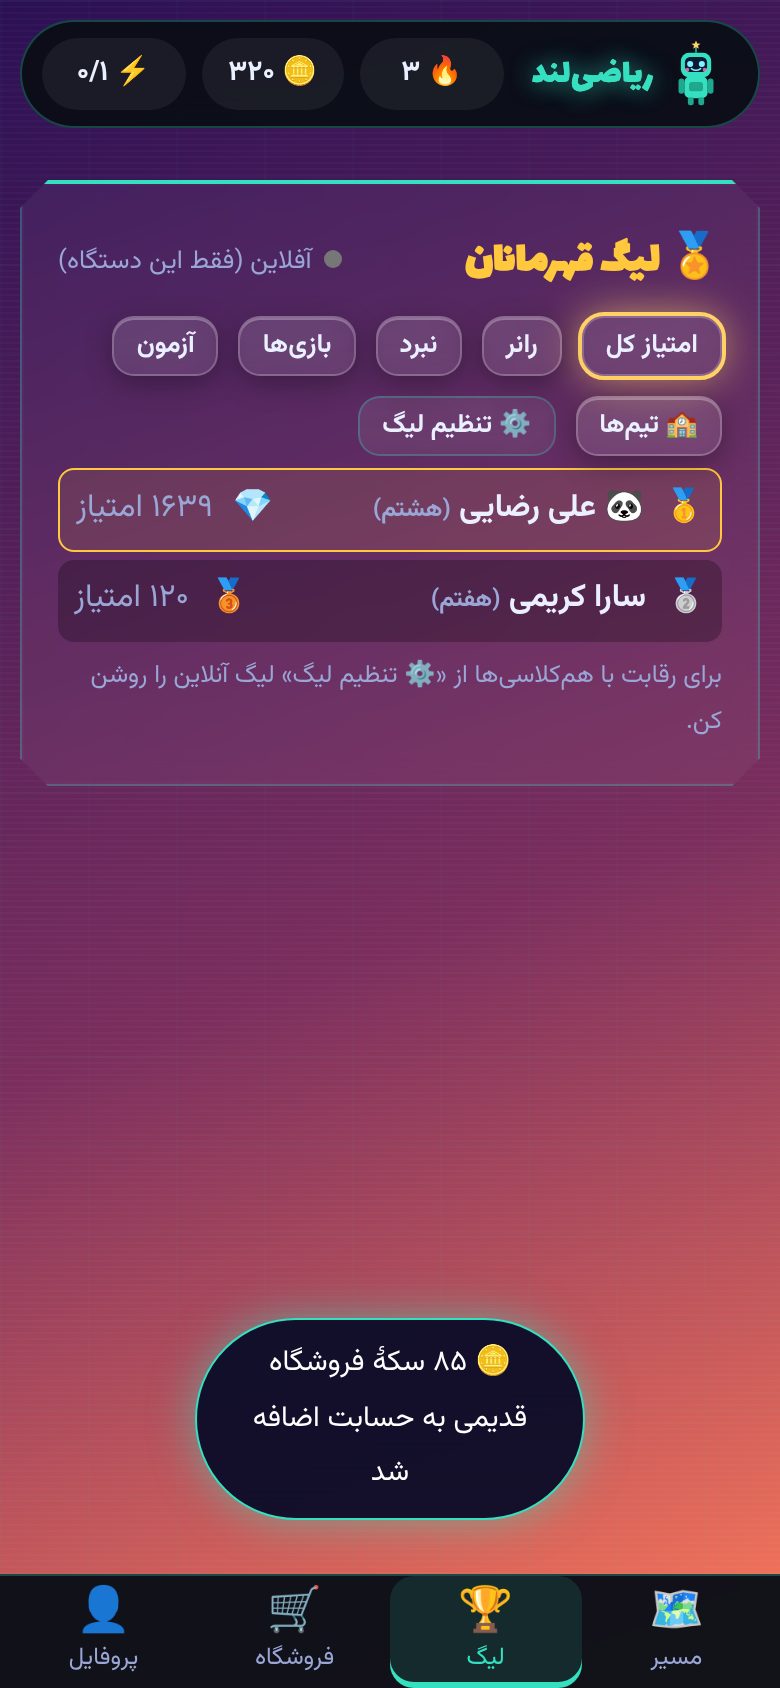 ریاضی‌لند
🔥 ۳
🪙 ۳۲۰
⚡ ۰/۱
🏅 لیگ قهرمانان
آفلاین (فقط این دستگاه)
امتیاز کل
رانر
نبرد
بازی‌ها
آزمون
🏫 تیم‌ها
⚙️ تنظیم لیگ
🥇 🐼 علی رضایی (هشتم) 💎 ۱۶۳۹ امتیاز
🥈 سارا کریمی (هفتم) 🥉 ۱۲۰ امتیاز
برای رقابت با هم‌کلاسی‌ها از «⚙️ تنظیم لیگ» لیگ آنلاین را روشن
کن.
🪙 ۸۵ سکهٔ فروشگاه
قدیمی به حسابت اضافه
شد
مسیر
لیگ
فروشگاه
پروفایل